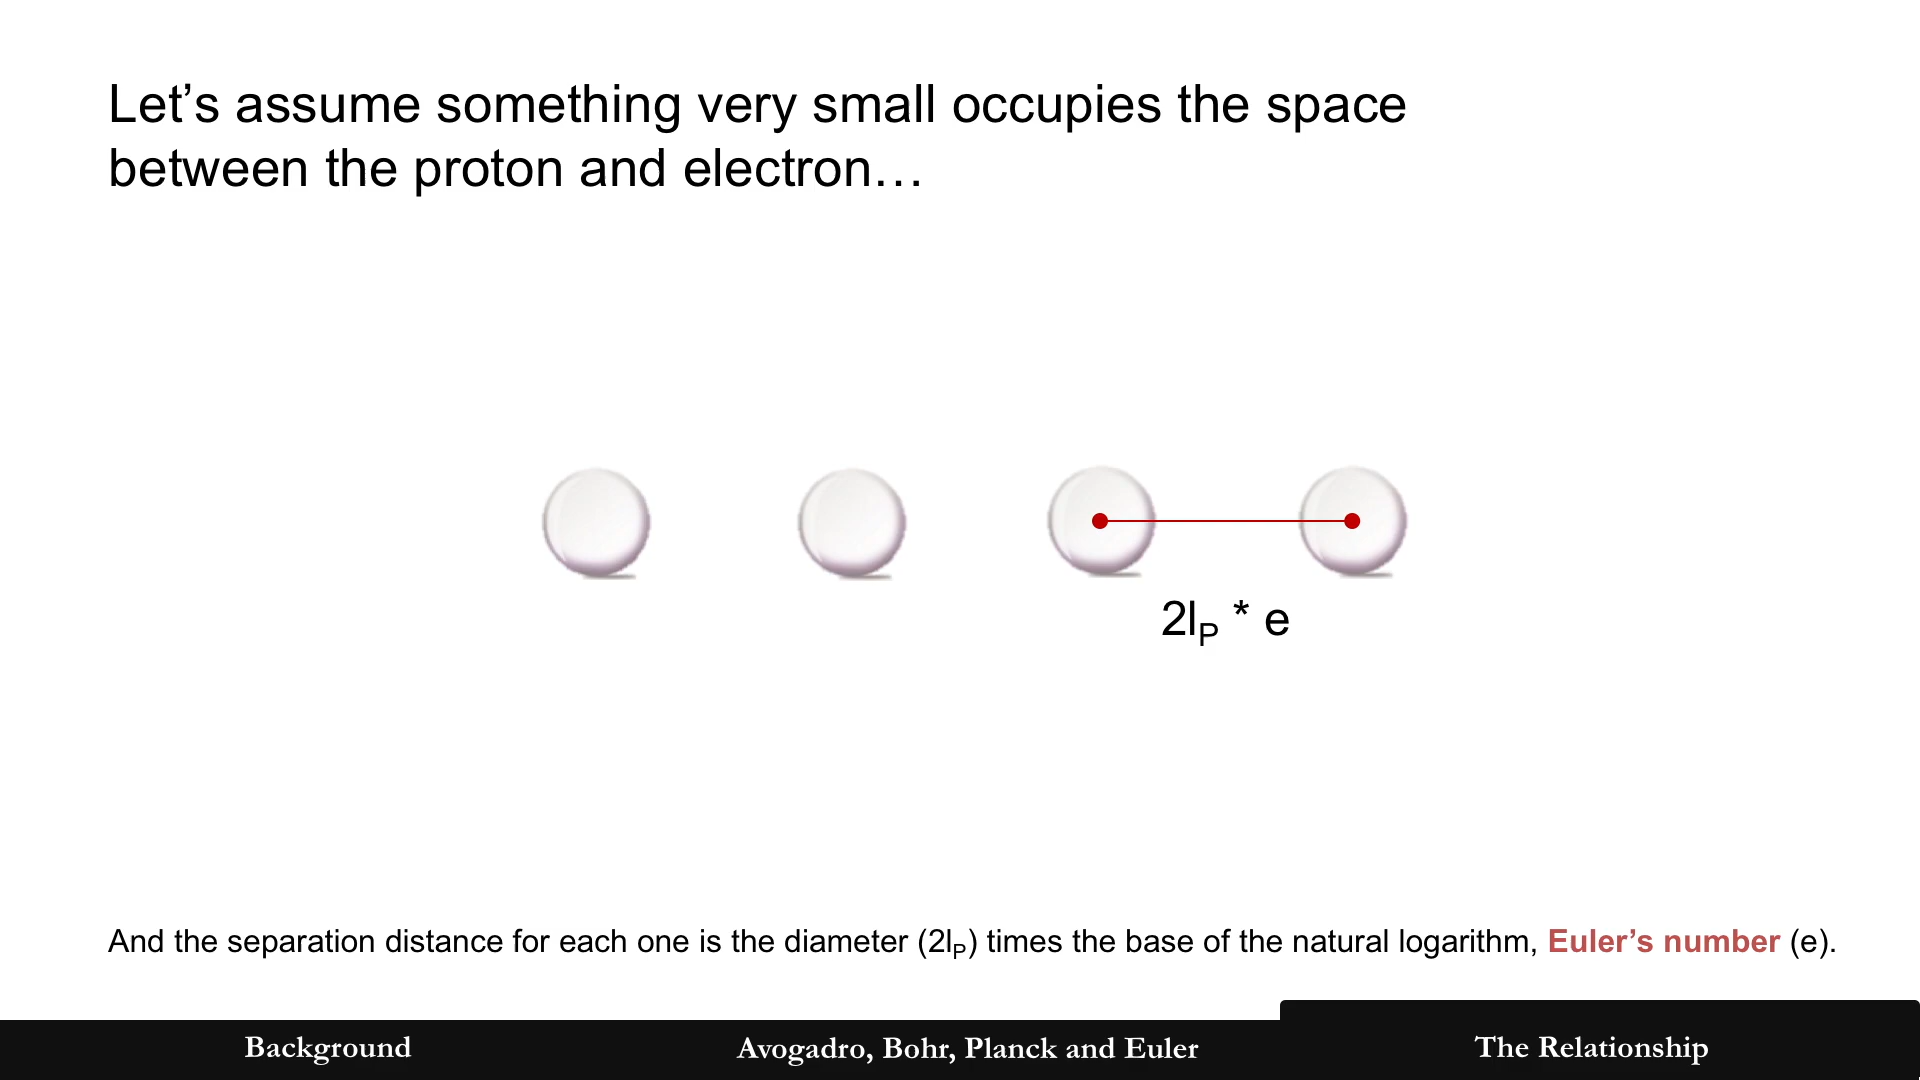 Let’s assume something very small occupies the space
between the proton and electron…
2lP * e
And the separation distance for each one is the diameter (2lP) times the base of the natural logarithm, Euler’s number (e).
Background
Avogadro, Bohr, Planck and Euler
The Relationship